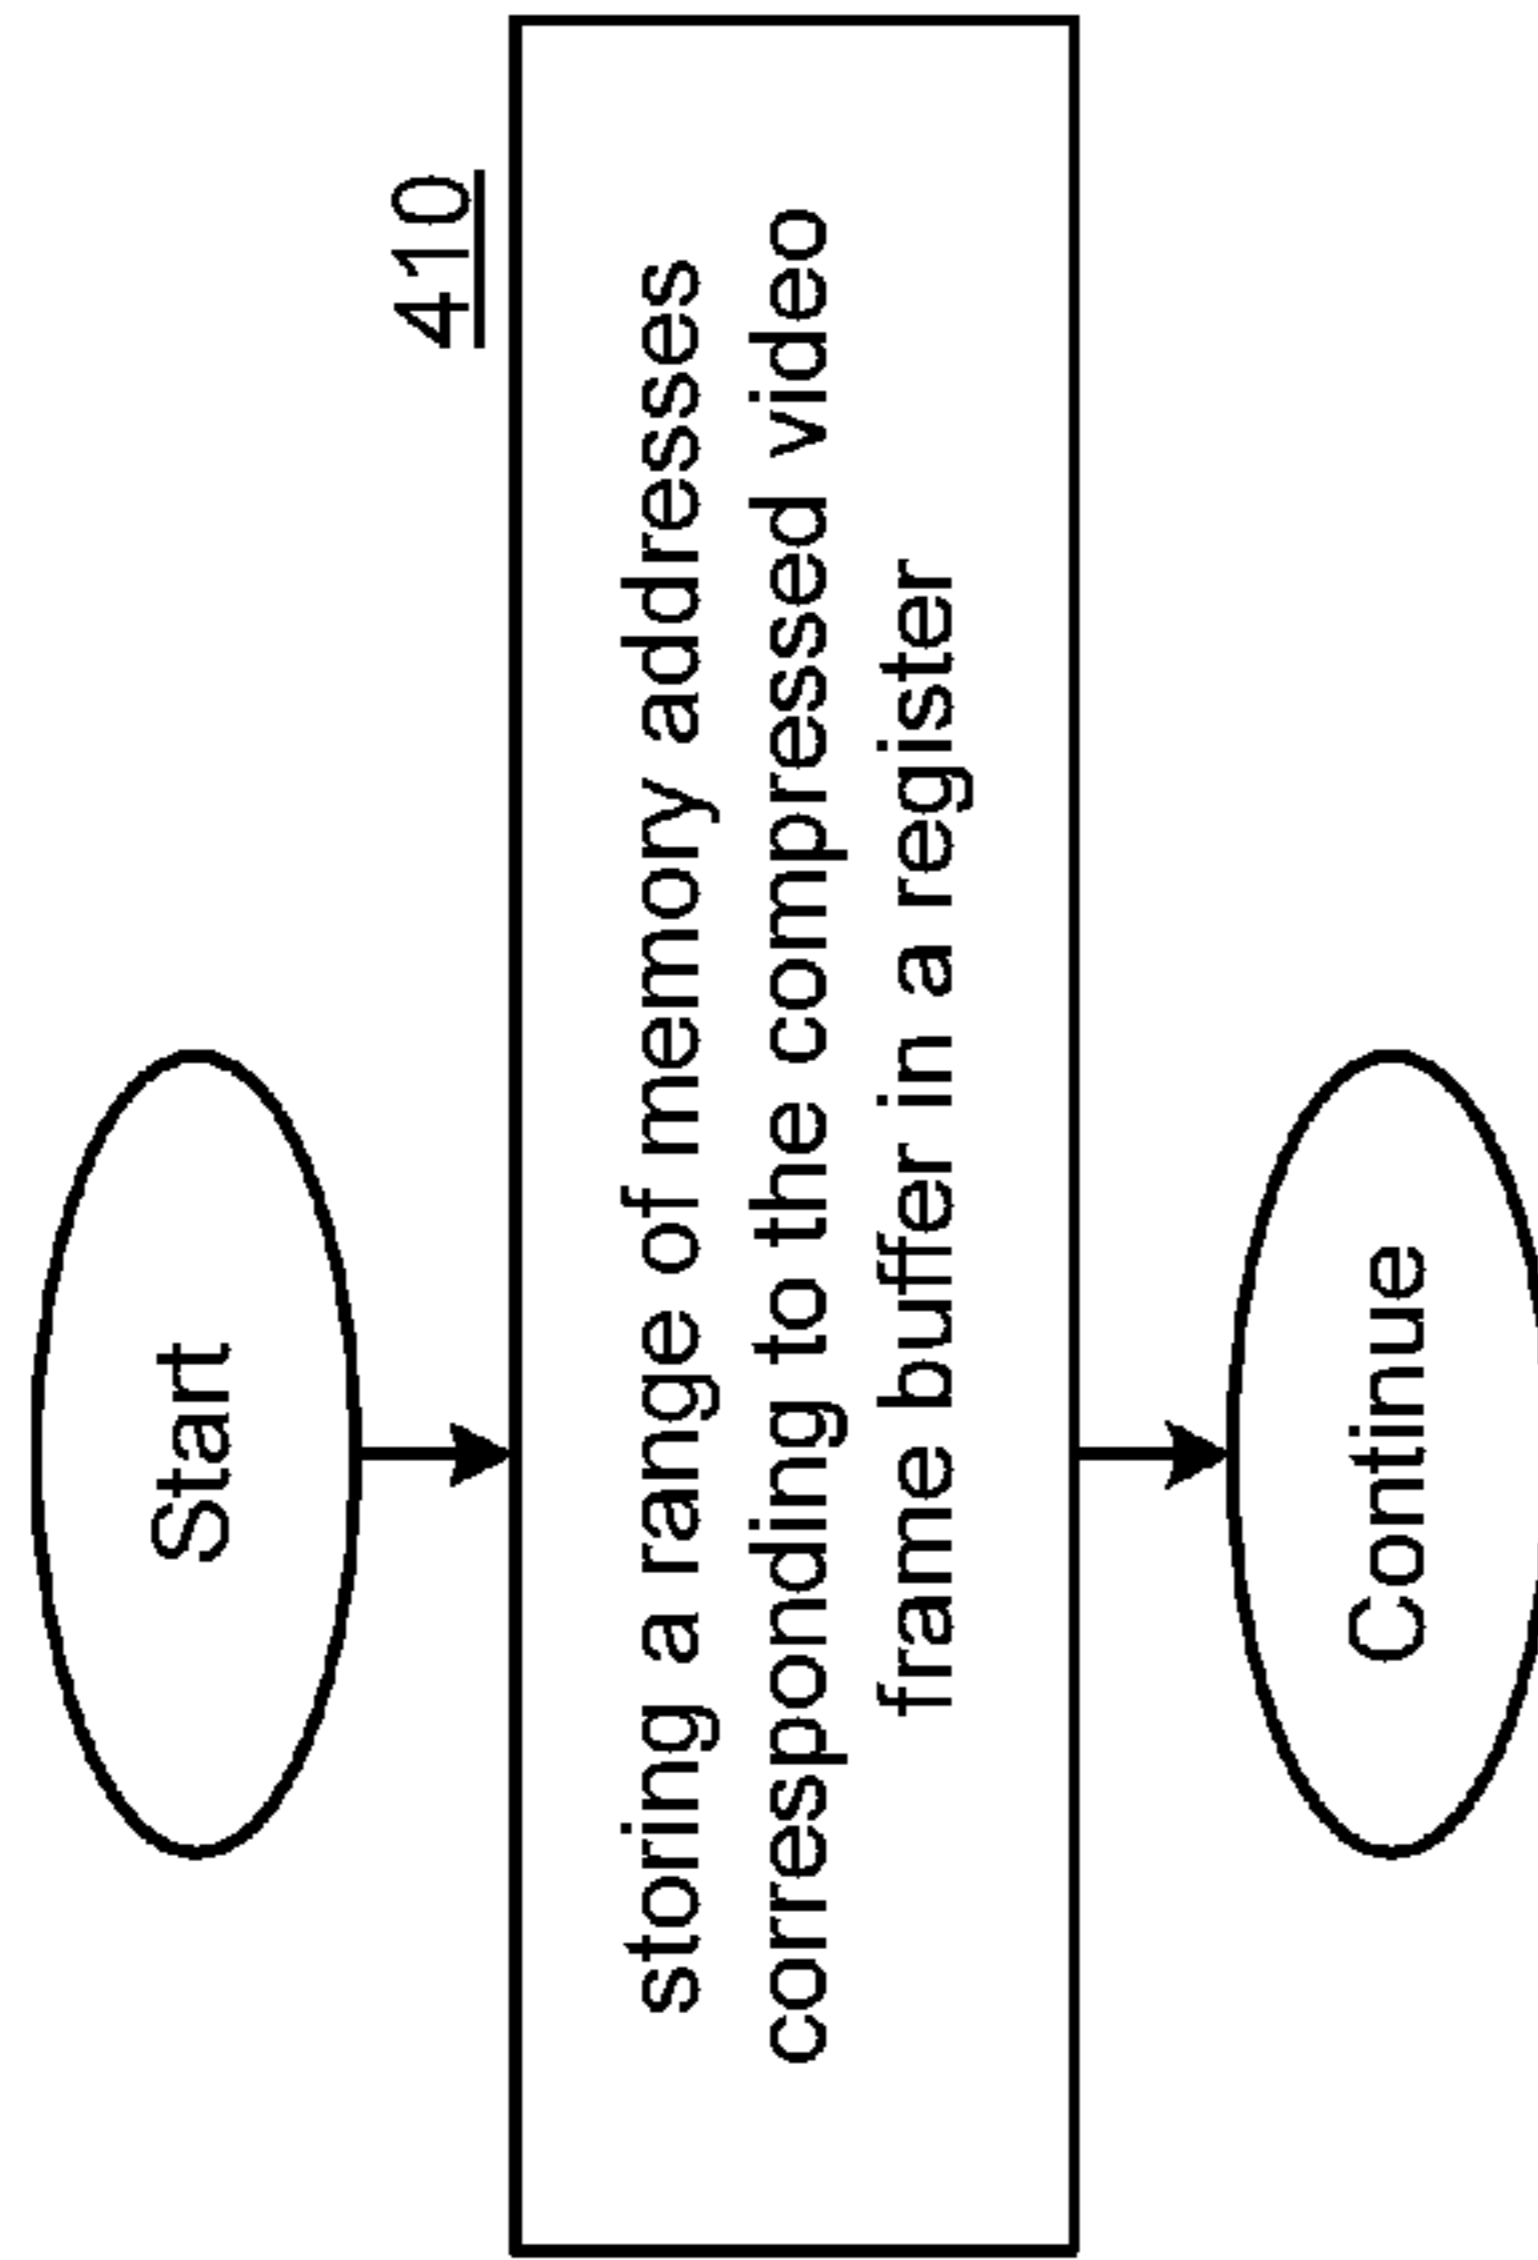 Start
410
storing a range of memory addresses
corresponding to the compressed video
frame buffer in a register
Continue